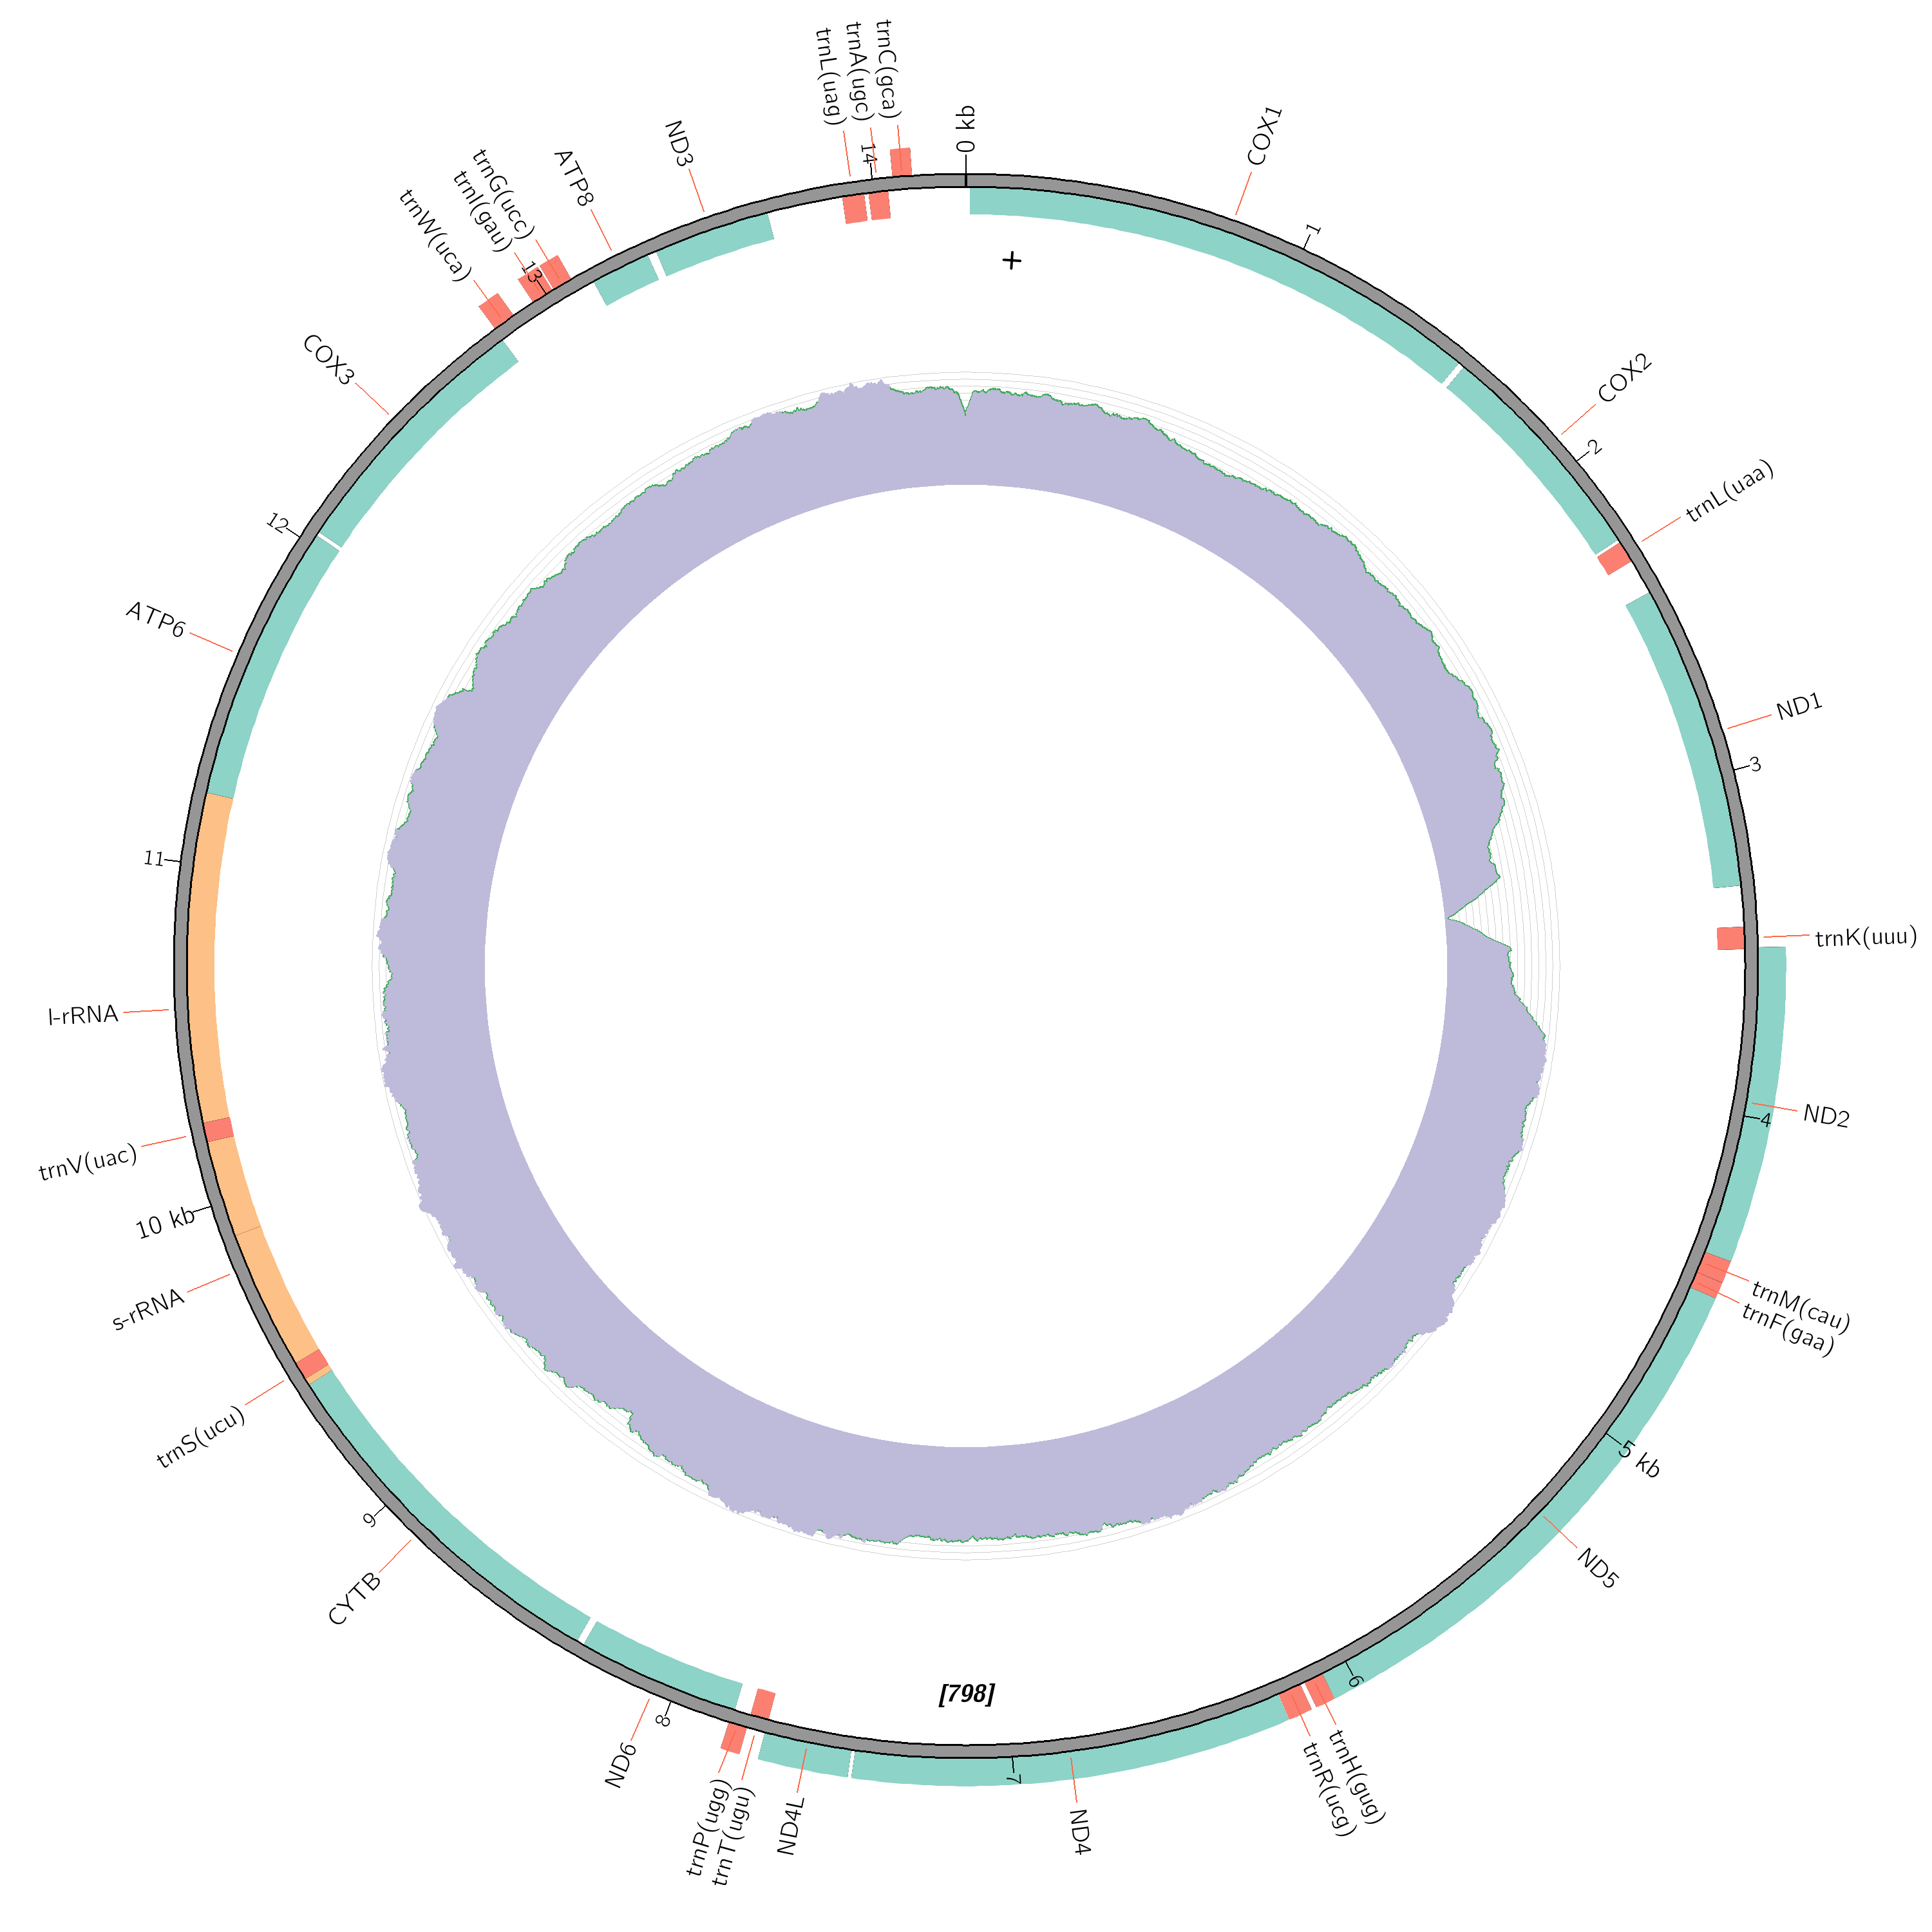 0 kb
COX1
1
COX2
2
trnL(uaa)
ND1
3
trnK(uuu)
ND2
4
trnM(cau)
trnF(gaa)
5 kb
ND5
6
trnH(gug)
trnR(ucg)
7
ND4
ND4L
trnT(ugu)
trnP(ugg)
8
ND6
CYTB
9
trnS(ucu)
s-rRNA
10 kb
trnV(uac)
l-rRNA
11
ATP6
12
COX3
trnW(uca)
13
trnI(gau)
trnG(ucc)
ATP8
ND3
trnL(uag)
14
trnA(ugc)
trnC(gca)
+
[798]